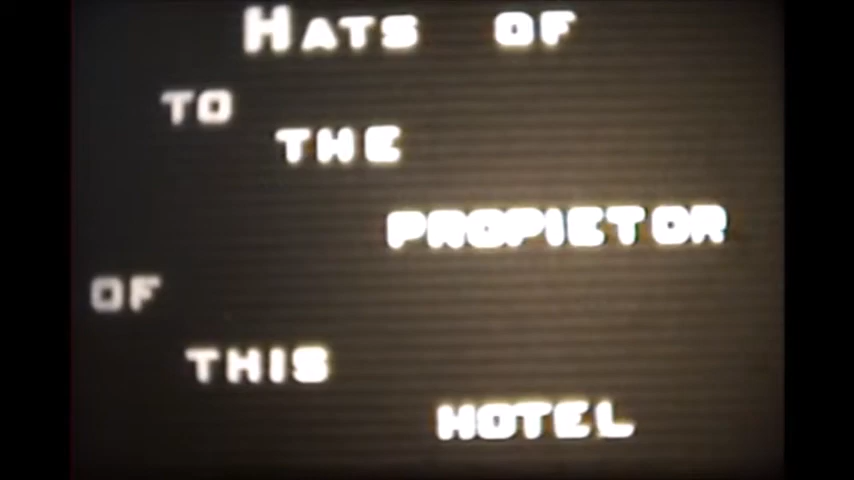 HATS OF
TO
THE
PROPIETOR
OF
THIS
HOTEL